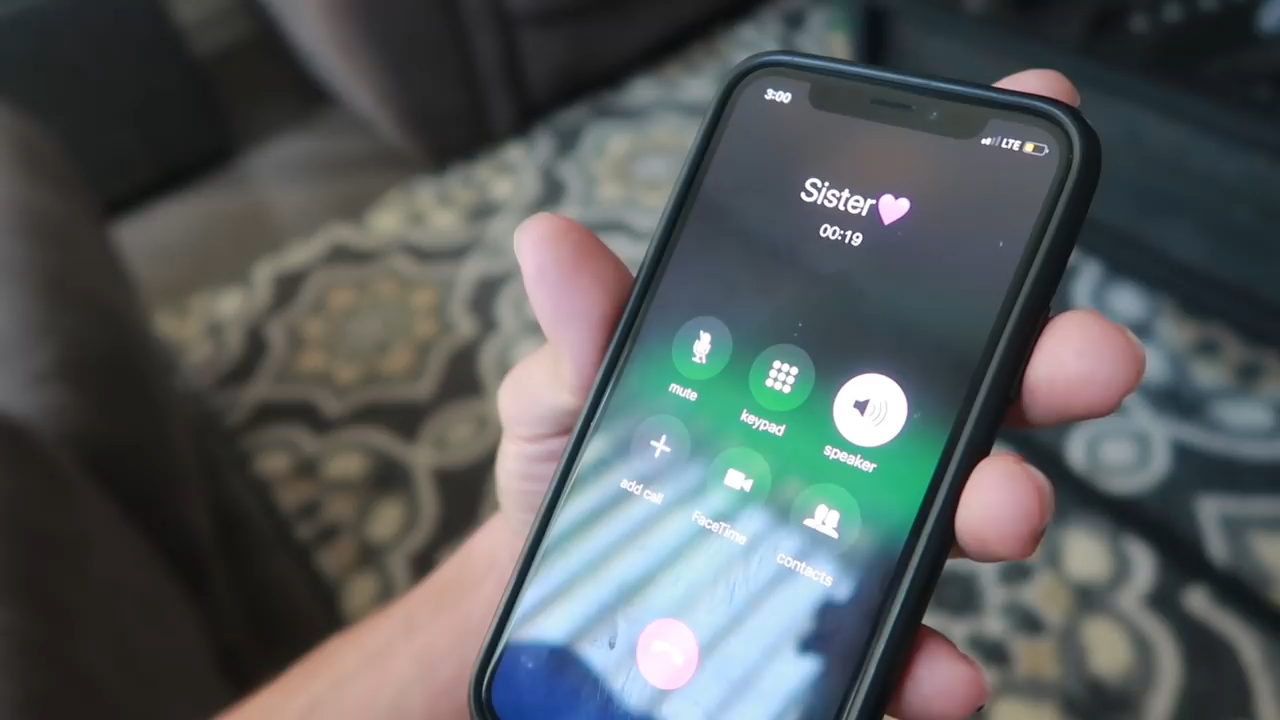 3:00
LTE
Sister💜
00:19
mute
keypad
speaker
add call
FaceTime
contacts